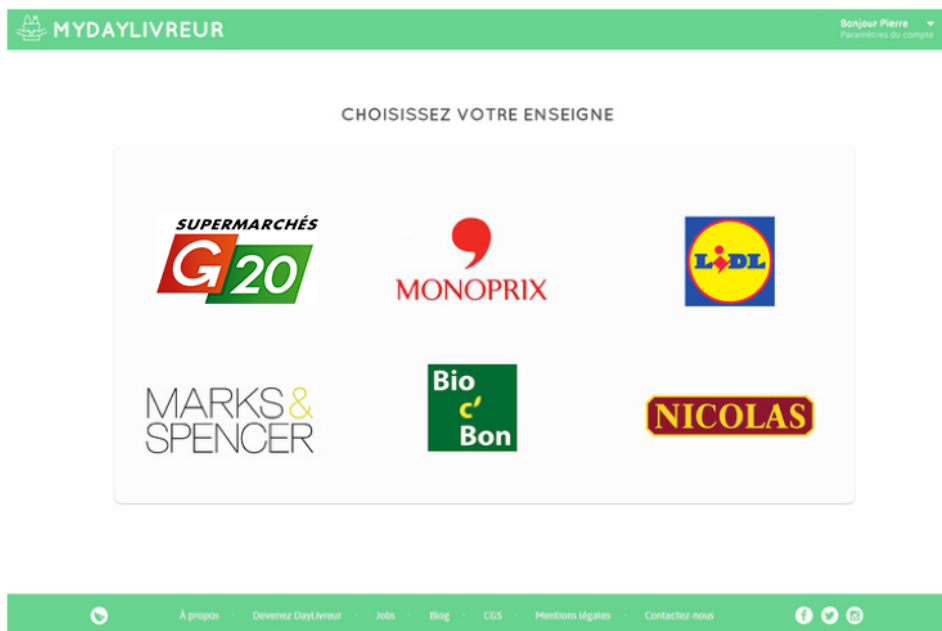 MYDAYLIVREUR
Bonjour Pierre
Paramètres du compte
CHOISISSEZ VOTRE ENSEIGNE
SUPERMARCHÉS
G20
MONOPRIX
LIDL
MARKS&
SPENCER
Bio
c'
Bon
NICOLAS
À propos - Devenez DayLivreur - Jobs - Blog - CGS - Mentions légales - Contactez-nous